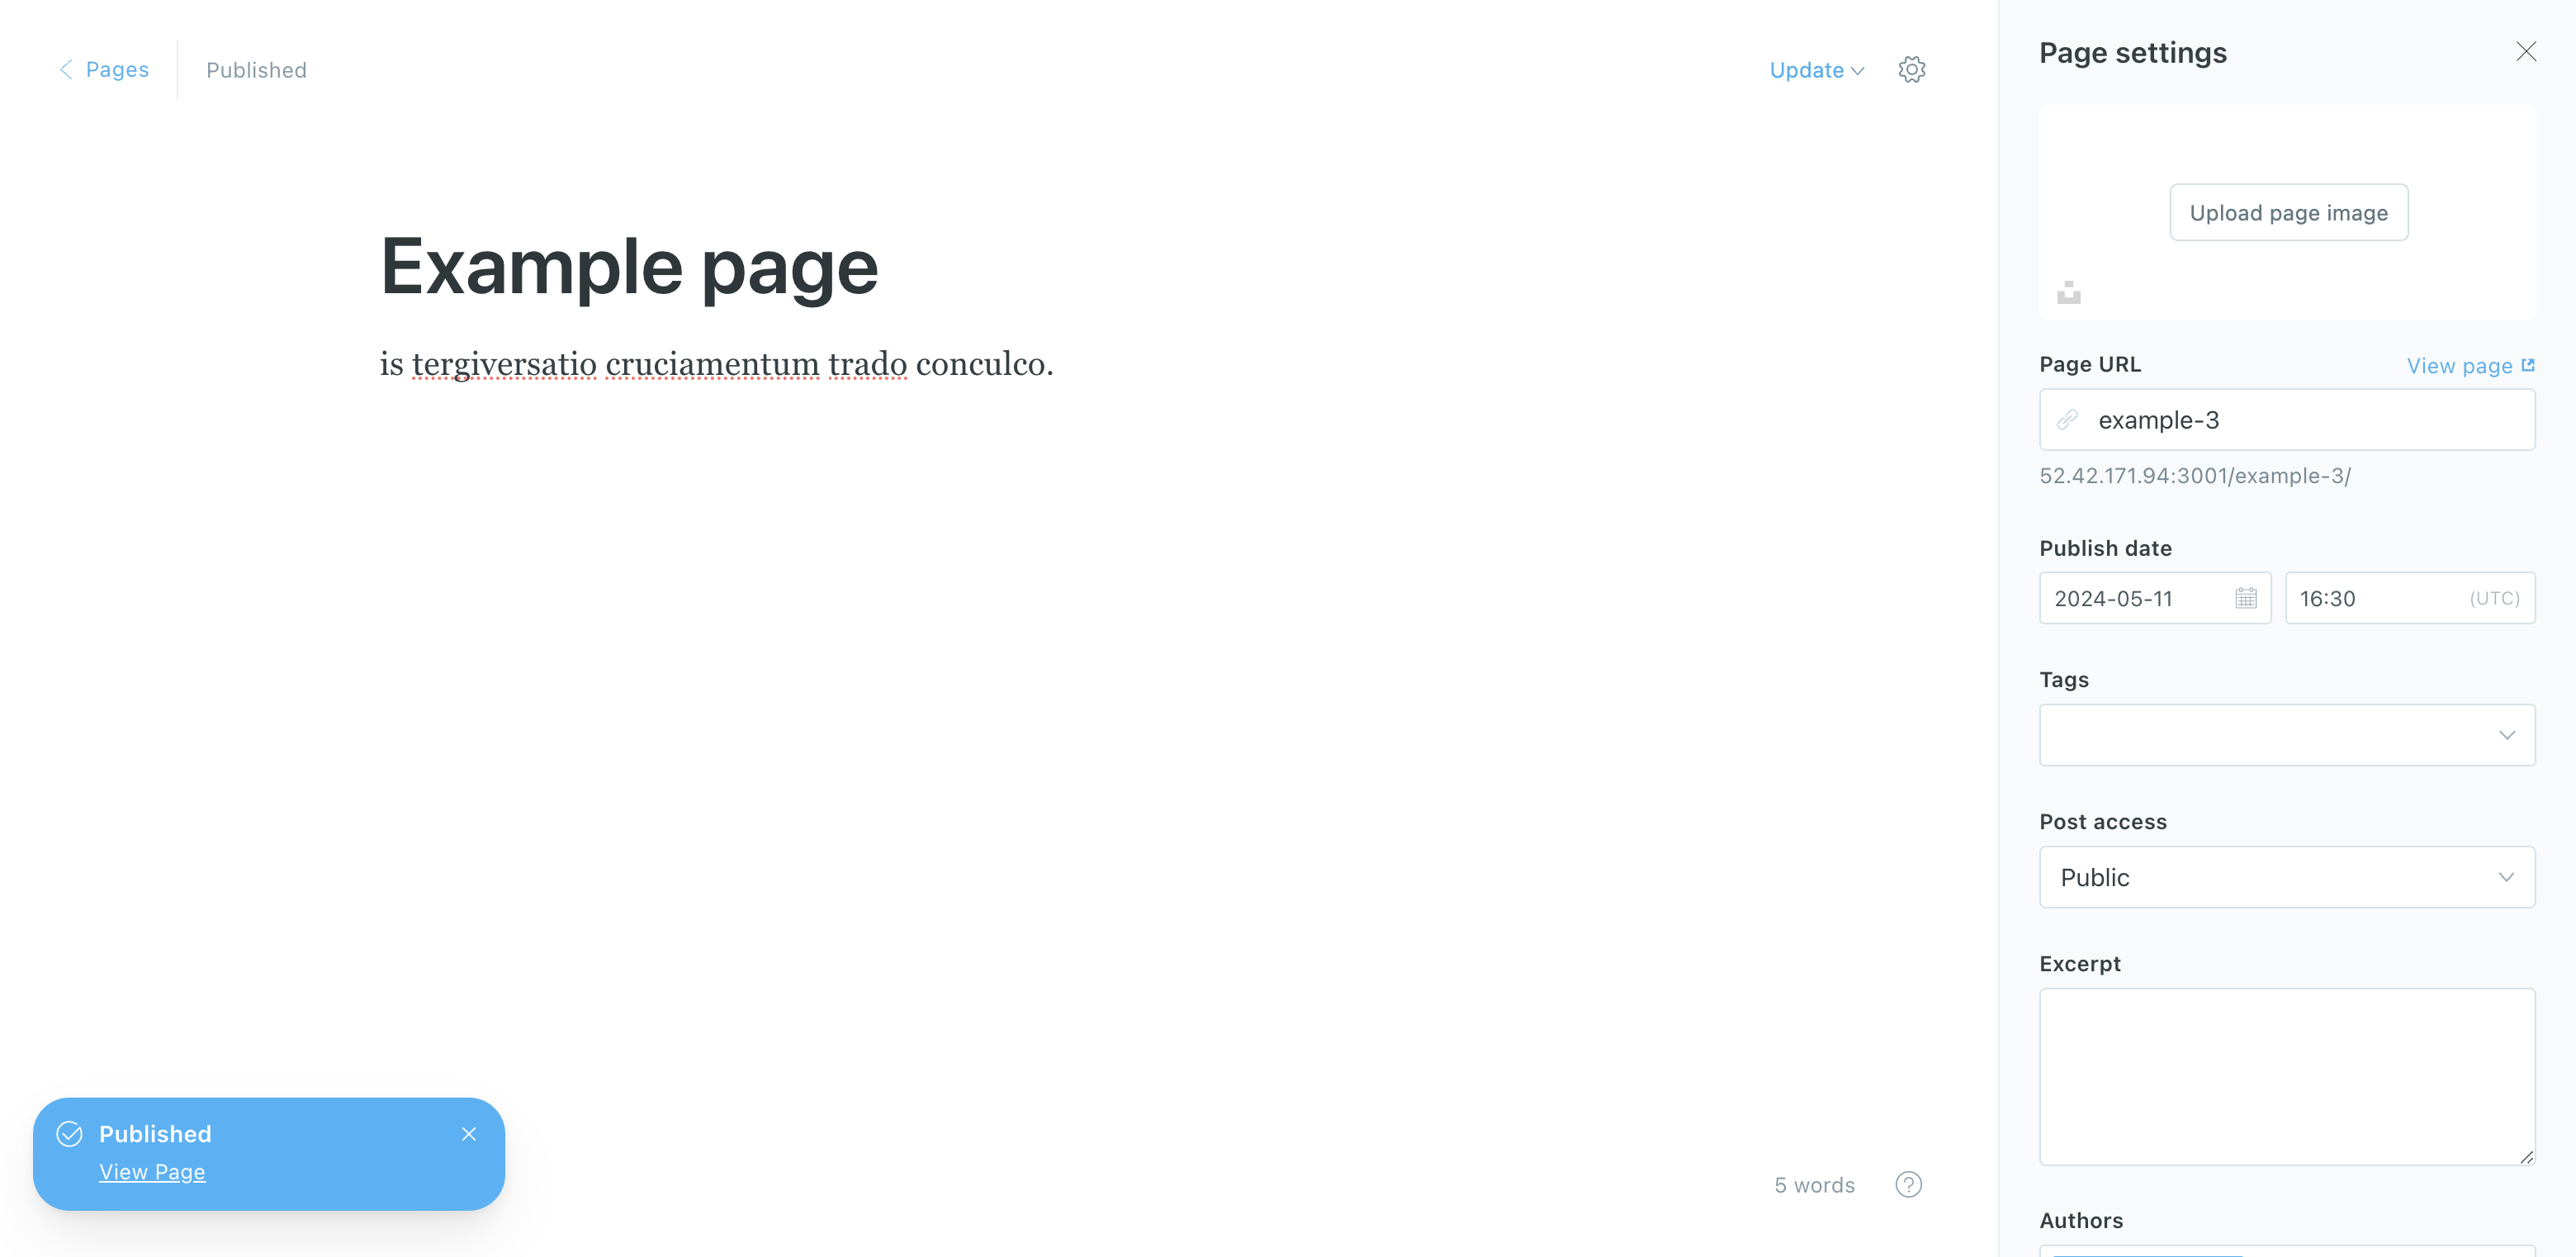 Pages
Published
Update
Example page
is tergiversatio cruciamentum trado conculco.
Published
View Page
5 words
Page settings
Upload page image
Page URL
View page
example-3
52.42.171.94:3001/example-3/
Publish date
2024-05-11
16:30
(UTC)
Tags
Post access
Public
Excerpt
Authors